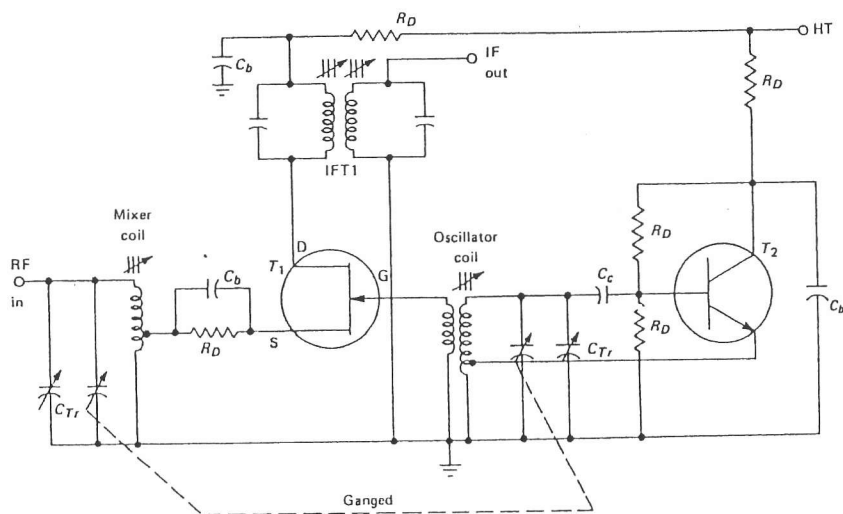 R_D
HT
C_b
IF
out
R_D
IFT1
Mixer
coil
D
Oscillator
coil
R_D
T_1
G
T_2
RF
in
C_b
C_c
R_D
S
R_D
C_b
C_Tr
C_Tr
Ganged